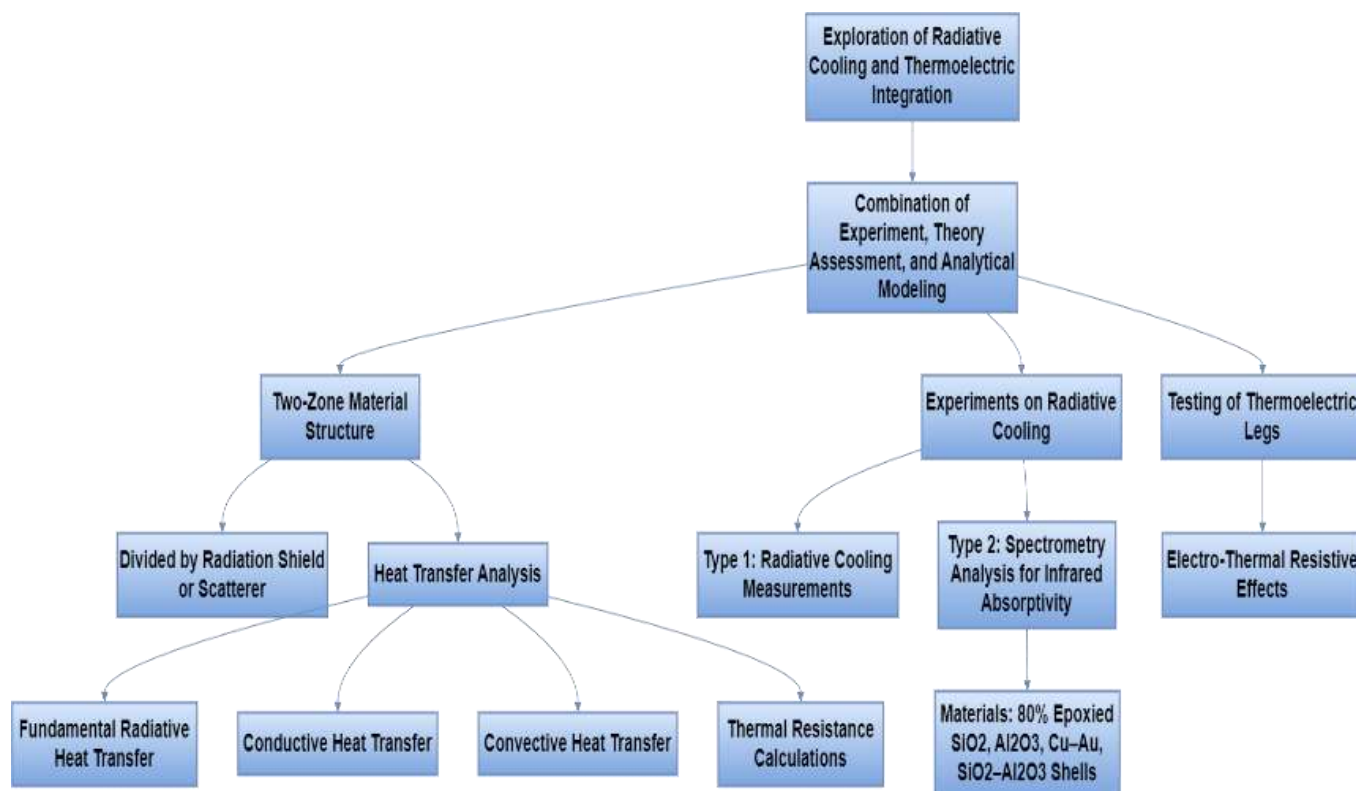 Exploration of Radiative
Cooling and Thermoelectric
Integration
Combination of
Experiment, Theory
Assessment, and Analytical
Modeling
Two-Zone Material
Structure
Experiments on Radiative
Cooling
Testing of Thermoelectric
Legs
Divided by Radiation Shield
or Scatterer
Heat Transfer Analysis
Type 1: Radiative Cooling
Measurements
Type 2: Spectrometry
Analysis for Infrared
Absorptivity
Electro-Thermal Resistive
Effects
Fundamental Radiative
Heat Transfer
Conductive Heat Transfer
Convective Heat Transfer
Thermal Resistance
Calculations
Materials: 80% Epoxied
SiO2, Al2O3, Cu–Au,
SiO2–Al2O3 Shells